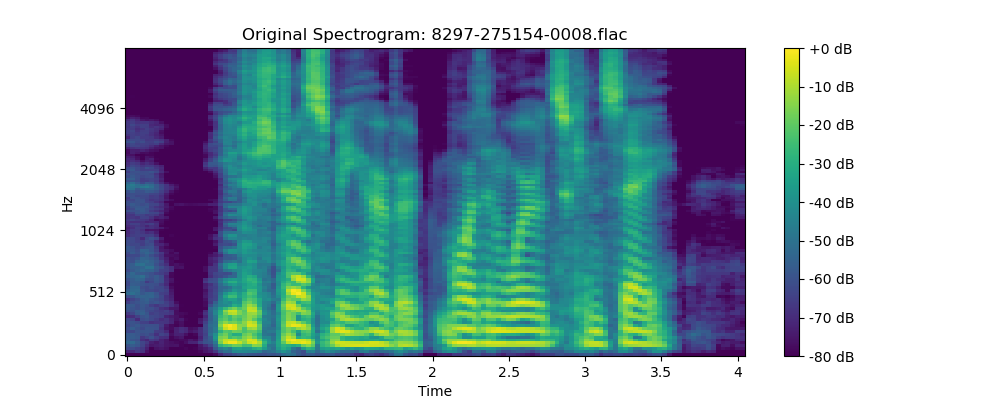 Original Spectrogram: 8297-275154-0008.flac
Hz
4096
2048
1024
512
0
0 0.5 1 1.5 2 2.5 3 3.5 4
Time
+0 dB
-10 dB
-20 dB
-30 dB
-40 dB
-50 dB
-60 dB
-70 dB
-80 dB